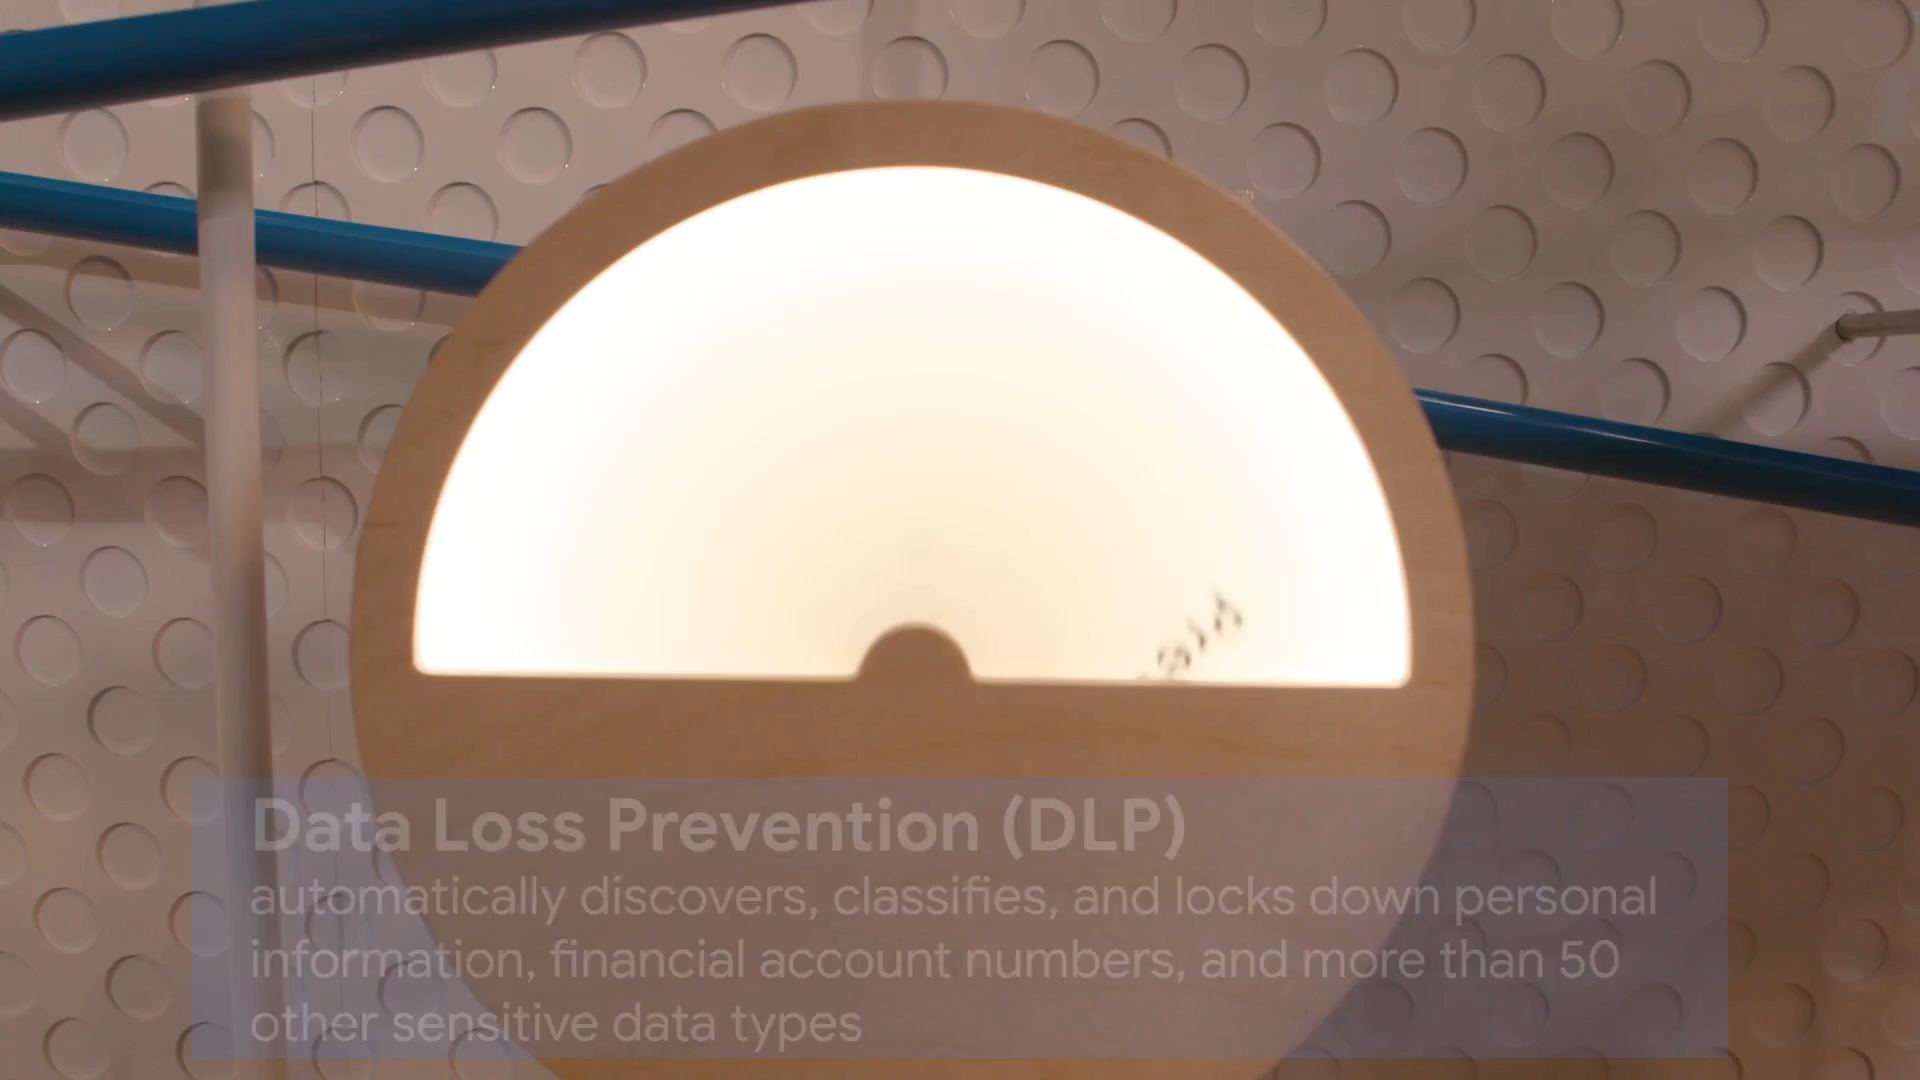 Data Loss Prevention (DLP)
automatically discovers, classifies, and locks down personal
information, financial account numbers, and more than 50
other sensitive data types